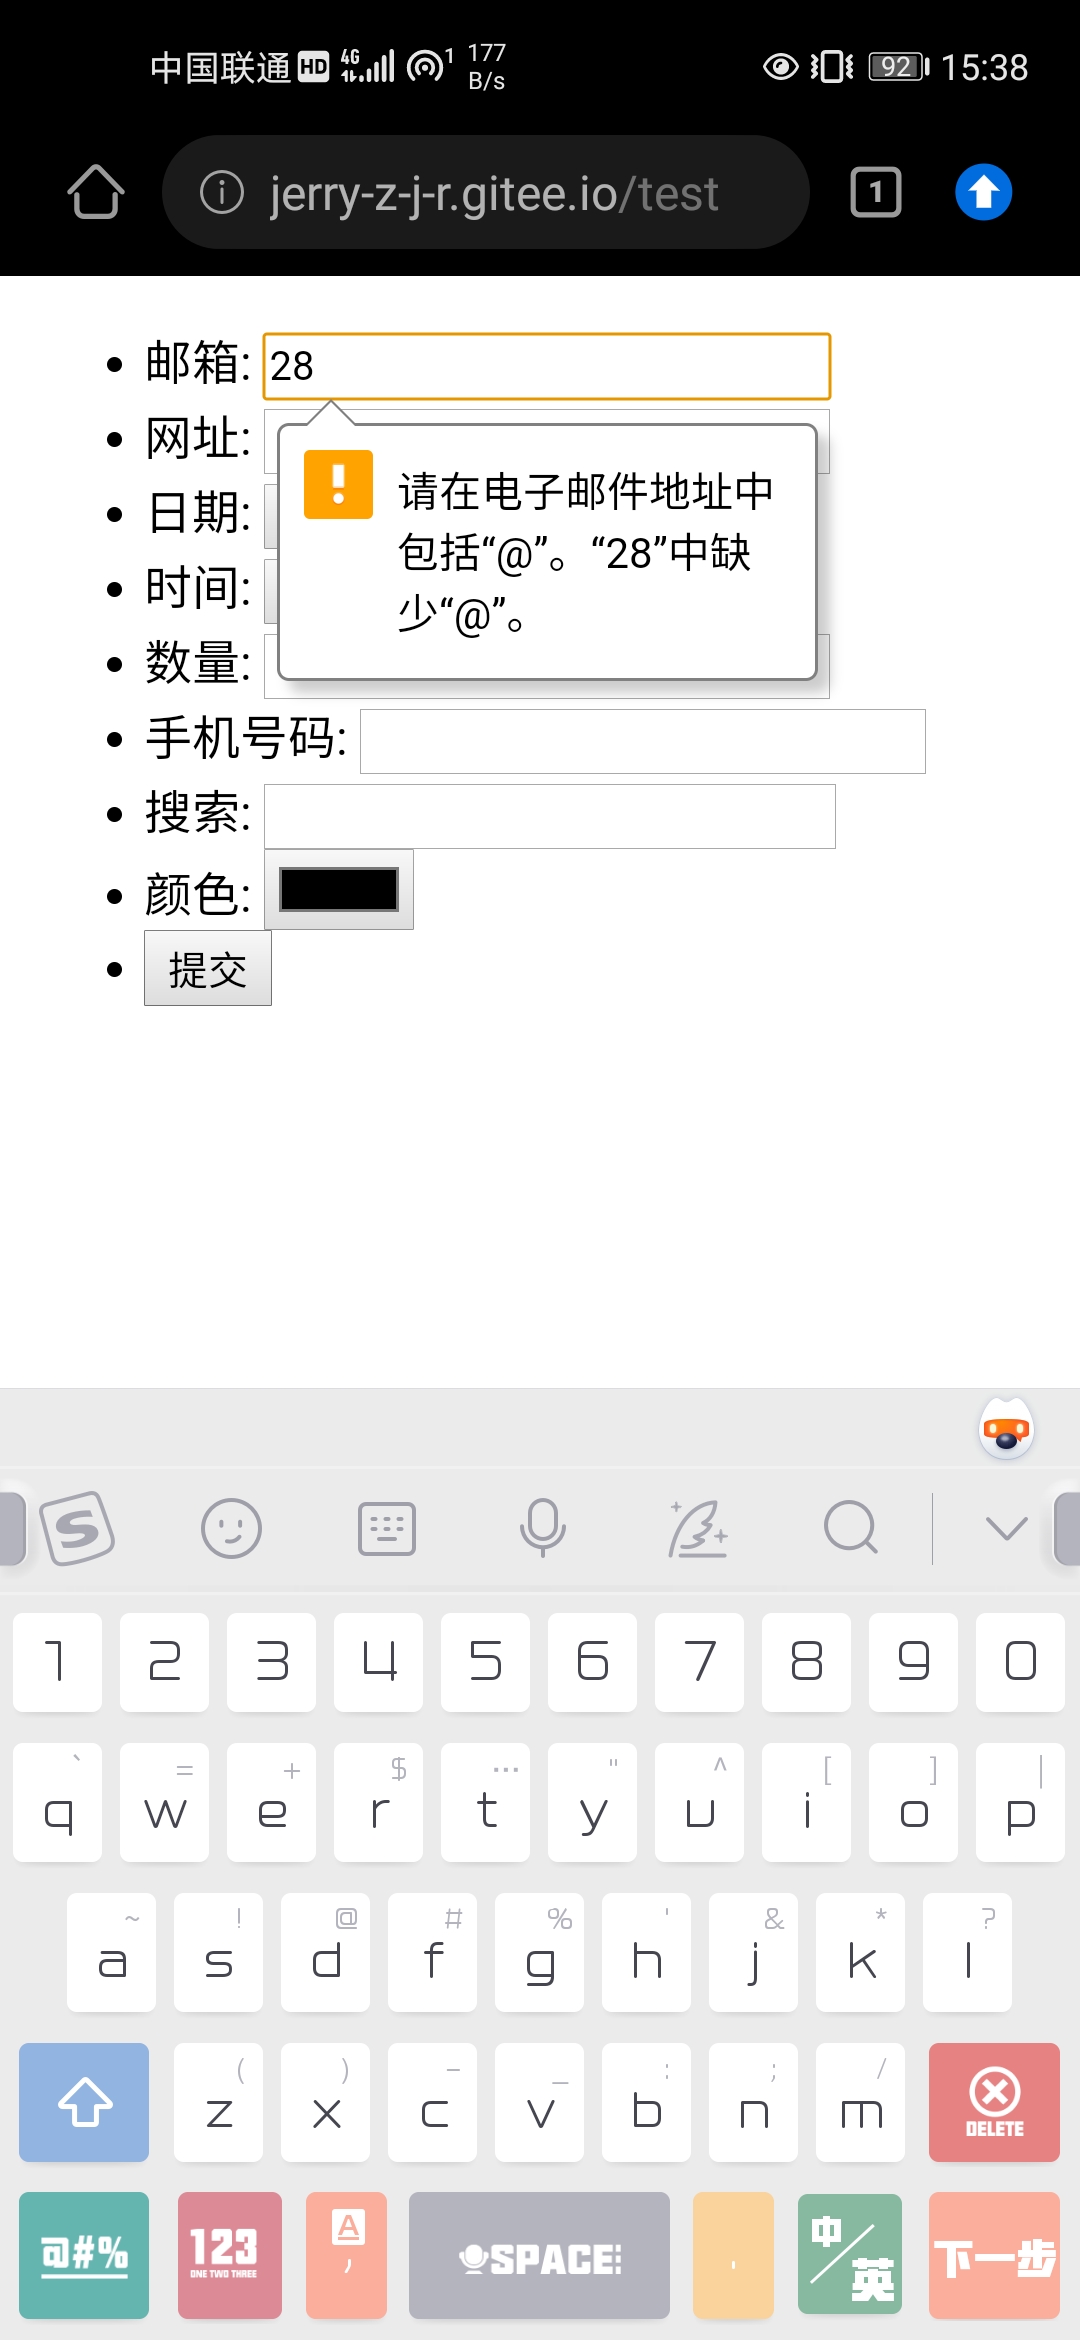 中国联通 HD 4G 1 177 B/s 92 15:38
jerry-z-j-r.gitee.io/test 1
邮箱: 28
网址:
请在电子邮件地址中
包括“@”。“28”中缺
少“@”。
日期:
时间:
数量:
手机号码:
搜索:
颜色:
提交
S
1 2 3 4 5 6 7 8 9 0
` = + $ … " ^ [ ] |
q w e r t y u i o p
~ ! @ # % ' & * ?
a s d f g h j k l
( ) - _ : ; /
z x c v b n m DELETE
@#% 123 ONE TWO THREE A , SPACE . 中/英 下一步